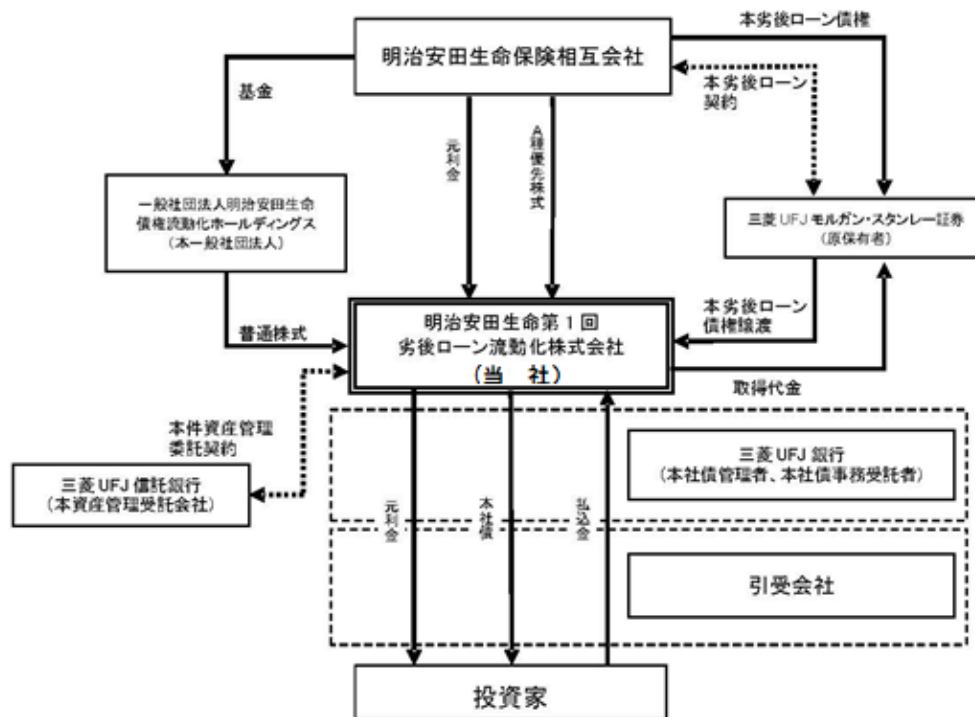 本劣後ローン債権
明治安田生命保険相互会社
本劣後ローン
契約
基金
元利金
A種優先株式
一般社団法人明治安田生命
債権流動化ホールディングス
(本一般社団法人)
三菱UFJモルガン・スタンレー証券
(原保有者)
普通株式
明治安田生命第1回
劣後ローン流動化株式会社
(当 社)
本劣後ローン
債権譲渡
取得代金
本件資産管理
委託契約
三菱UFJ信託銀行
(本資産管理受託会社)
三菱UFJ銀行
(本社債管理者、本社債事務受託者)
元利金
本社債
払込金
引受会社
投資家